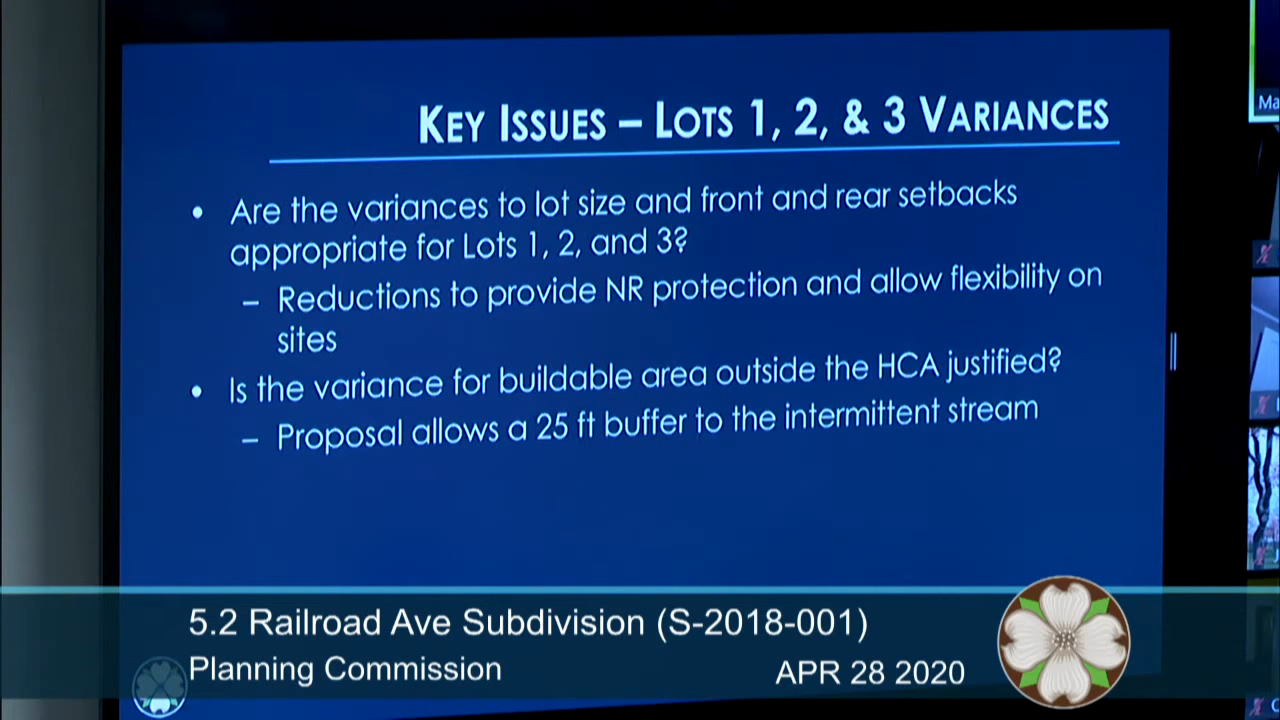 KEY ISSUES – LOTS 1, 2, & 3 VARIANCES
• Are the variances to lot size and front and rear setbacks
appropriate for Lots 1, 2, and 3?
– Reductions to provide NR protection and allow flexibility on
sites
• Is the variance for buildable area outside the HCA justified?
– Proposal allows a 25 ft buffer to the intermittent stream
Ma
5.2 Railroad Ave Subdivision (S-2018-001)
Planning Commission
APR 28 2020